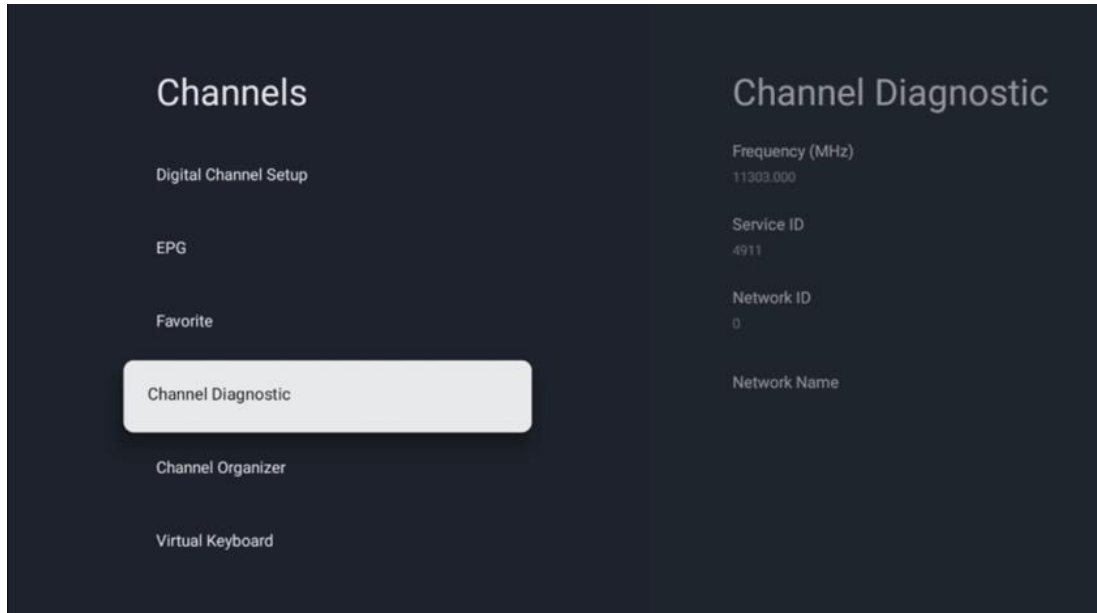 Channels
Digital Channel Setup
EPG
Favorite
Channel Diagnostic
Channel Organizer
Virtual Keyboard
Channel Diagnostic
Frequency (MHz)
11303.000
Service ID
4911
Network ID
0
Network Name